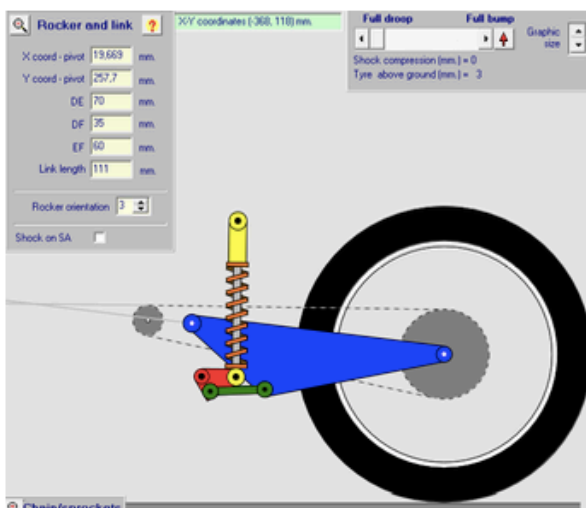 Rocker and link ?
X coord - pivot 19,669 mm.
Y coord - pivot 257,7 mm.
DE 70 mm.
DF 35 mm.
EF 60 mm.
Link length 111 mm.
Rocker orientation 3
Shock on SA
X-Y coordinates (-368, 118) mm.
Full droop Full bump
Graphic size
Shock compression (mm.) = 0
Tyre above ground (mm.) = 3
Chain/sprockets